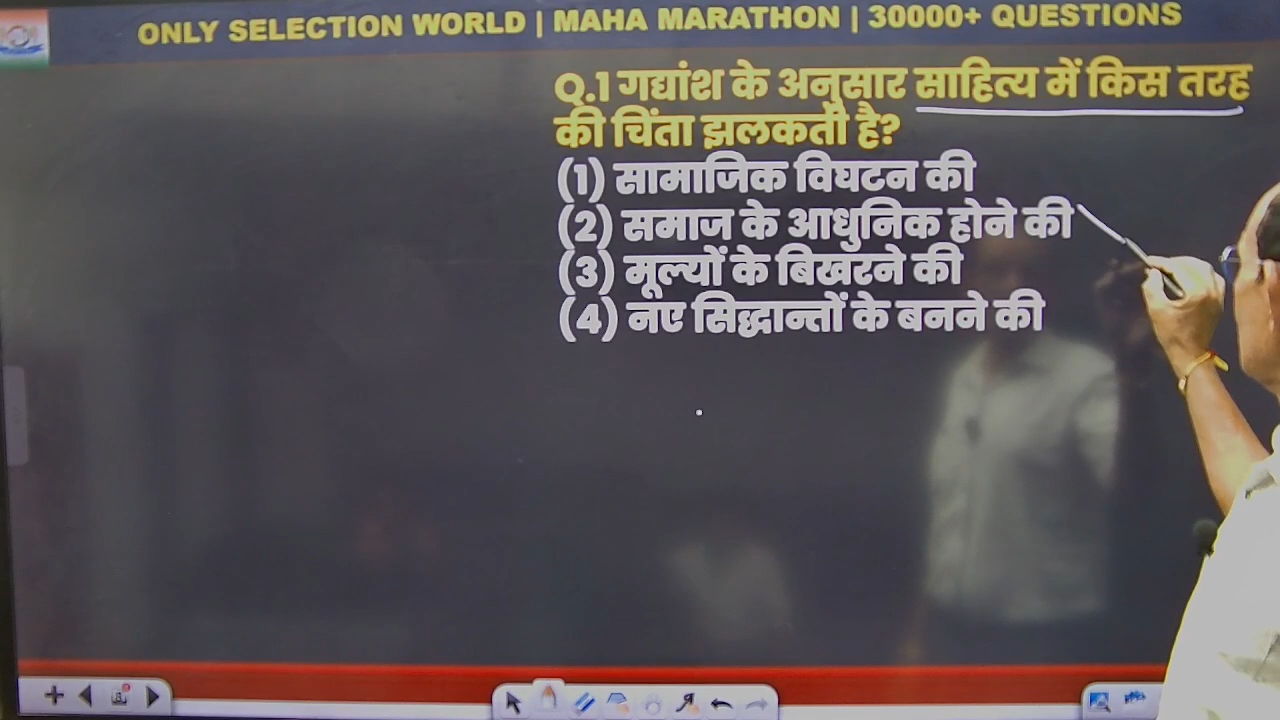 ONLY SELECTION WORLD | MAHA MARATHON | 30000+ QUESTIONS
Q.1 गद्यांश के अनुसार साहित्य में किस तरह
की चिंता झलकती है?
(1) सामाजिक विघटन की
(2) समाज के आधुनिक होने की
(3) मूल्यों के बिखरने की
(4) नए सिद्धान्तों के बनने की